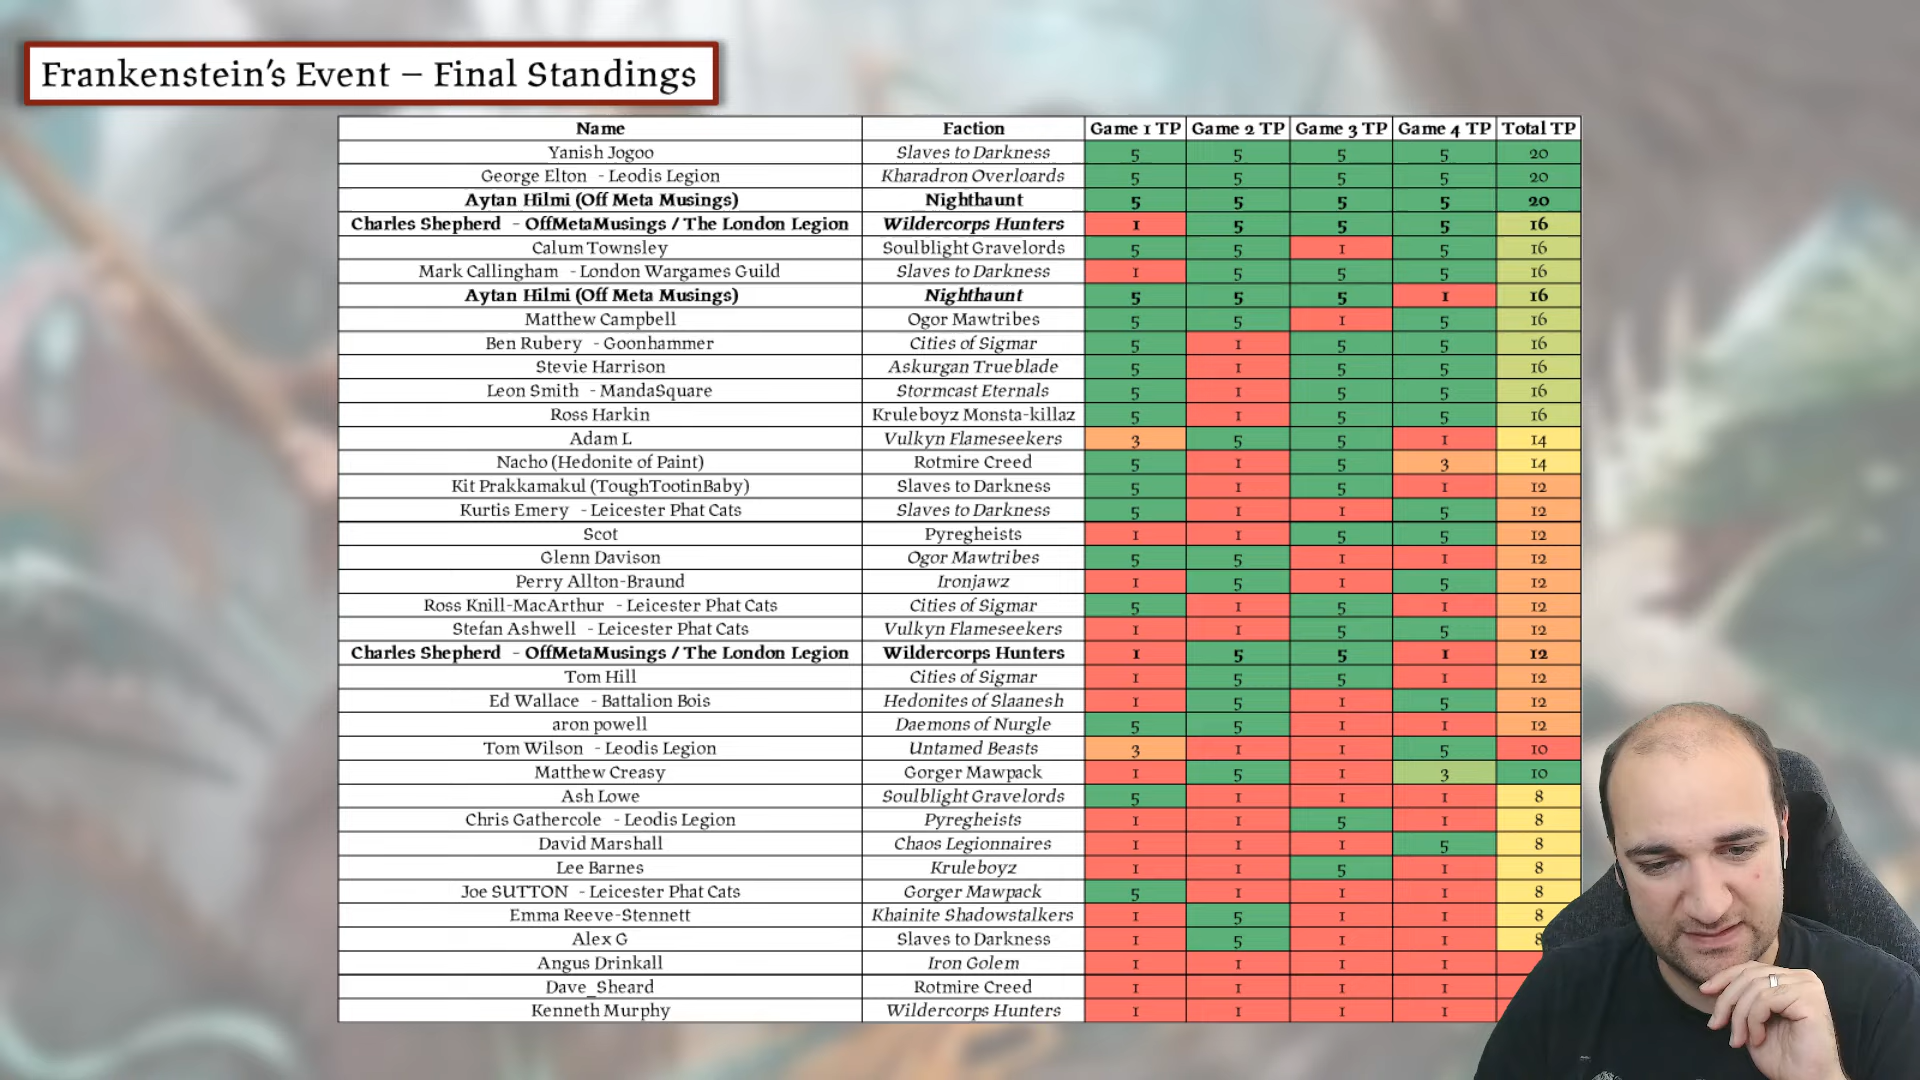 Frankenstein's Event – Final Standings
Name Faction Game 1 TP Game 2 TP Game 3 TP Game 4 TP Total TP
Yanish Jogoo Slaves to Darkness 5 5 5 5 20
George Elton - Leodis Legion Kharadron Overloards 5 5 5 5 20
Aytan Hilmi (Off Meta Musings) Nighthaunt 5 5 5 5 20
Charles Shepherd - OffMetaMusings / The London Legion Wildercorps Hunters 1 5 5 5 16
Calum Townsley Soulblight Gravelords 5 5 1 5 16
Mark Callingham - London Wargames Guild Slaves to Darkness 1 5 5 5 16
Aytan Hilmi (Off Meta Musings) Nighthaunt 5 5 5 1 16
Matthew Campbell Ogor Mawtribes 5 5 1 5 16
Ben Rubery - Goonhammer Cities of Sigmar 5 1 5 5 16
Stevie Harrison Askurgan Trueblade 5 1 5 5 16
Leon Smith - MandaSquare Stormcast Eternals 5 1 5 5 16
Ross Harkin Kruleboyz Monsta-killaz 5 1 5 5 16
Adam L Vulkyn Flameseekers 3 5 5 1 14
Nacho (Hedonite of Paint) Rotmire Creed 5 1 5 3 14
Kit Prakkamakul (ToughTootinBaby) Slaves to Darkness 5 1 5 1 12
Kurtis Emery - Leicester Phat Cats Slaves to Darkness 5 1 1 5 12
Scot Pyregheists 1 1 5 5 12
Glenn Davison Ogor Mawtribes 5 5 1 1 12
Perry Allton-Braund Ironjawz 1 5 1 5 12
Ross Knill-MacArthur - Leicester Phat Cats Cities of Sigmar 5 1 5 1 12
Stefan Ashwell - Leicester Phat Cats Vulkyn Flameseekers 1 1 5 5 12
Charles Shepherd - OffMetaMusings / The London Legion Wildercorps Hunters 1 5 5 1 12
Tom Hill Cities of Sigmar 1 5 5 1 12
Ed Wallace - Battalion Bois Hedonites of Slaanesh 1 5 1 5 12
aron powell Daemons of Nurgle 5 5 1 1 12
Tom Wilson - Leodis Legion Untamed Beasts 3 1 1 5 10
Matthew Creasy Gorger Mawpack 1 5 1 3 10
Ash Lowe Soulblight Gravelords 5 1 1 1 8
Chris Gathercole - Leodis Legion Pyregheists 1 1 5 1 8
David Marshall Chaos Legionnaires 1 1 1 5 8
Lee Barnes Kruleboyz 1 1 5 1 8
Joe SUTTON - Leicester Phat Cats Gorger Mawpack 5 1 1 1 8
Emma Reeve-Stennett Khainite Shadowstalkers 1 5 1 1 8
Alex G Slaves to Darkness 1 5 1 1 8
Angus Drinkall Iron Golem 1 1 1 1
Dave_Sheard Rotmire Creed 1 1 1 1
Kenneth Murphy Wildercorps Hunters 1 1 1 1